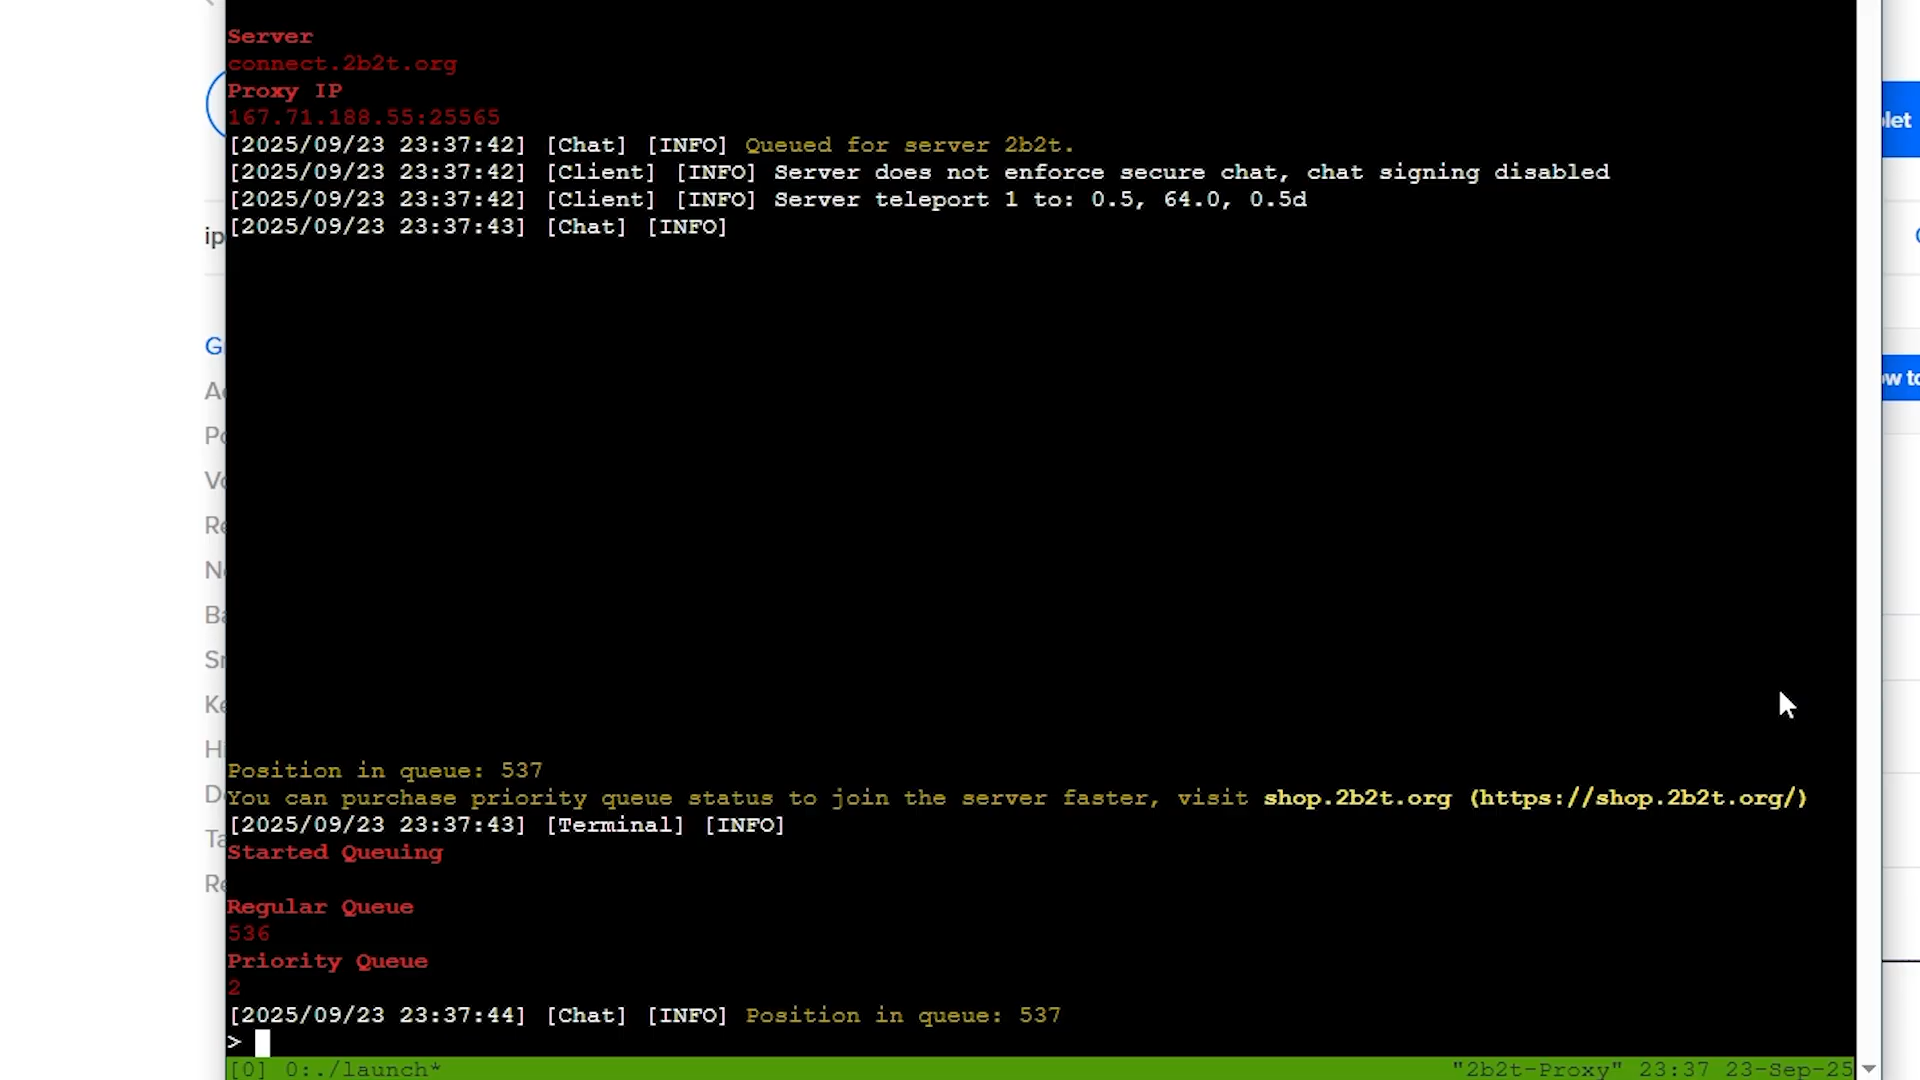 Server
connect.2b2t.org
Proxy IP
167.71.188.55:25565
[2025/09/23 23:37:42] [Chat] [INFO] Queued for server 2b2t.
[2025/09/23 23:37:42] [Client] [INFO] Server does not enforce secure chat, chat signing disabled
[2025/09/23 23:37:42] [Client] [INFO] Server teleport 1 to: 0.5, 64.0, 0.5d
[2025/09/23 23:37:43] [Chat] [INFO]
Position in queue: 537
You can purchase priority queue status to join the server faster, visit shop.2b2t.org (https://shop.2b2t.org/)
[2025/09/23 23:37:43] [Terminal] [INFO]
Started Queuing
Regular Queue
536
Priority Queue
2
[2025/09/23 23:37:44] [Chat] [INFO] Position in queue: 537
>
[0] 0:./launch* "2b2t-Proxy" 23:37 23-Sep-25